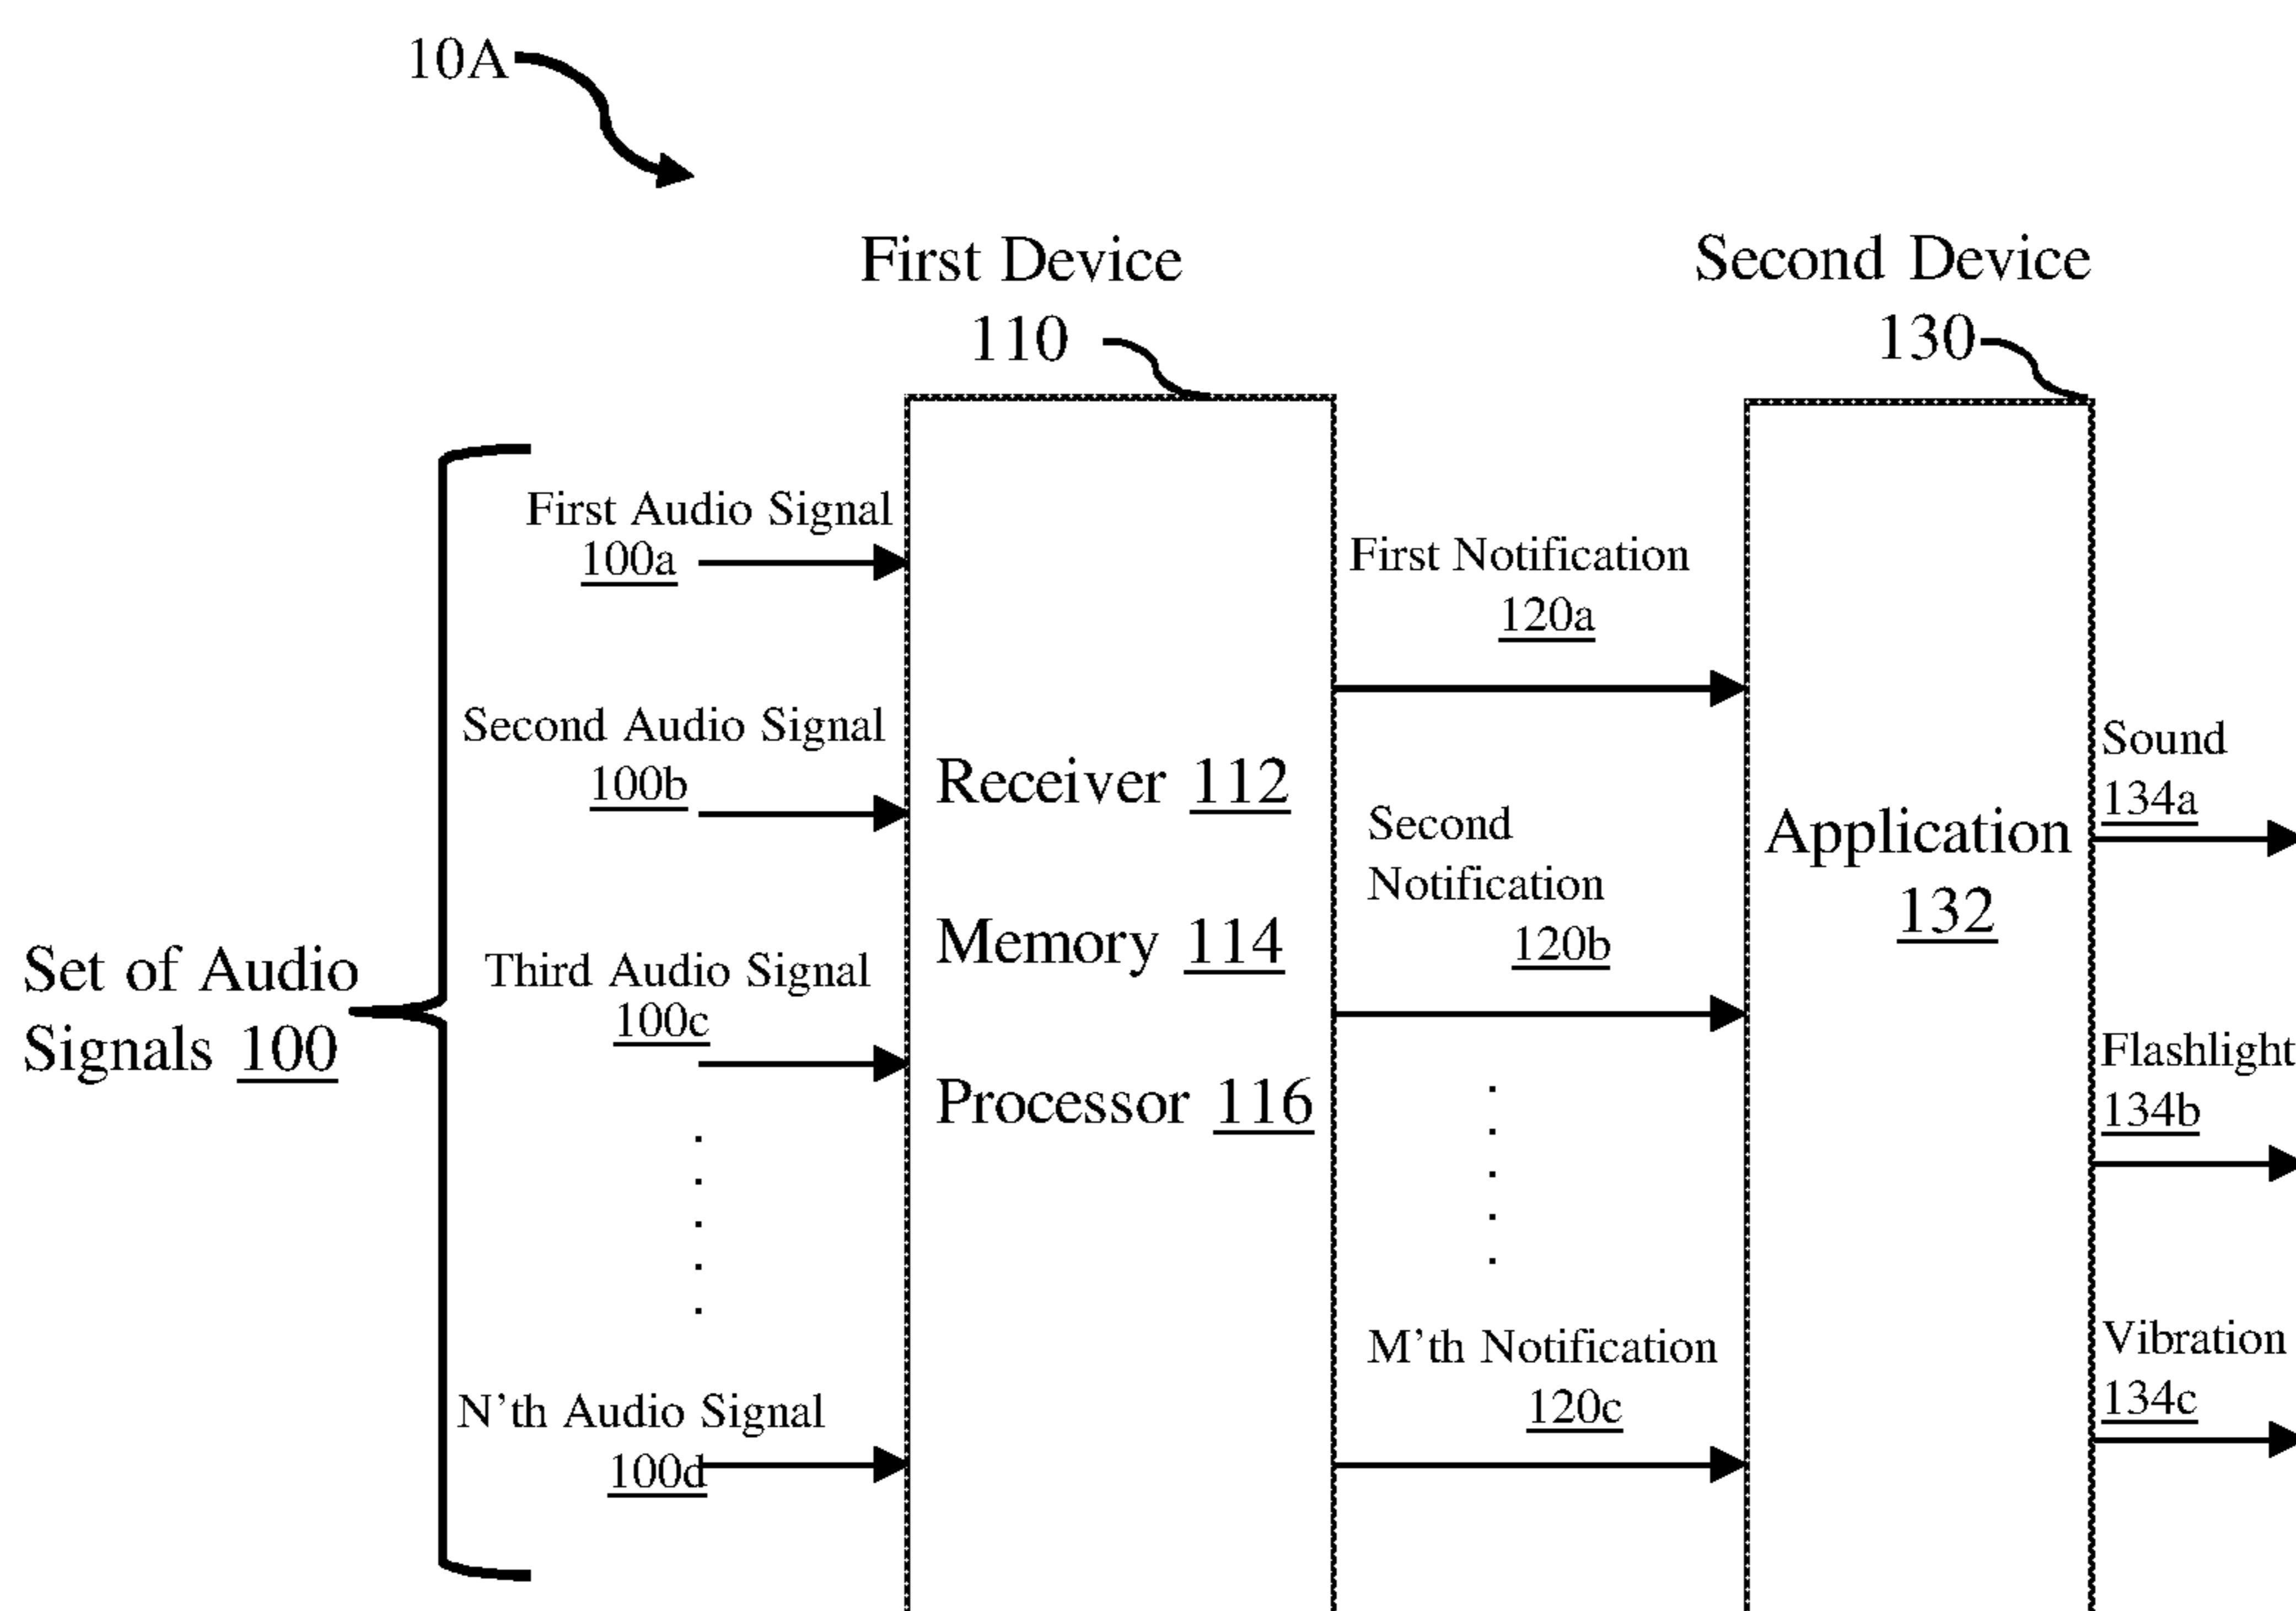 10A
First Device
110
Second Device
130
First Audio Signal
100a
Second Audio Signal
100b
Third Audio Signal
100c
N'th Audio Signal
100d
Set of Audio
Signals 100
Receiver 112
Memory 114
Processor 116
First Notification
120a
Second
Notification
120b
M'th Notification
120c
Application
132
Sound
134a
Flashlight
134b
Vibration
134c